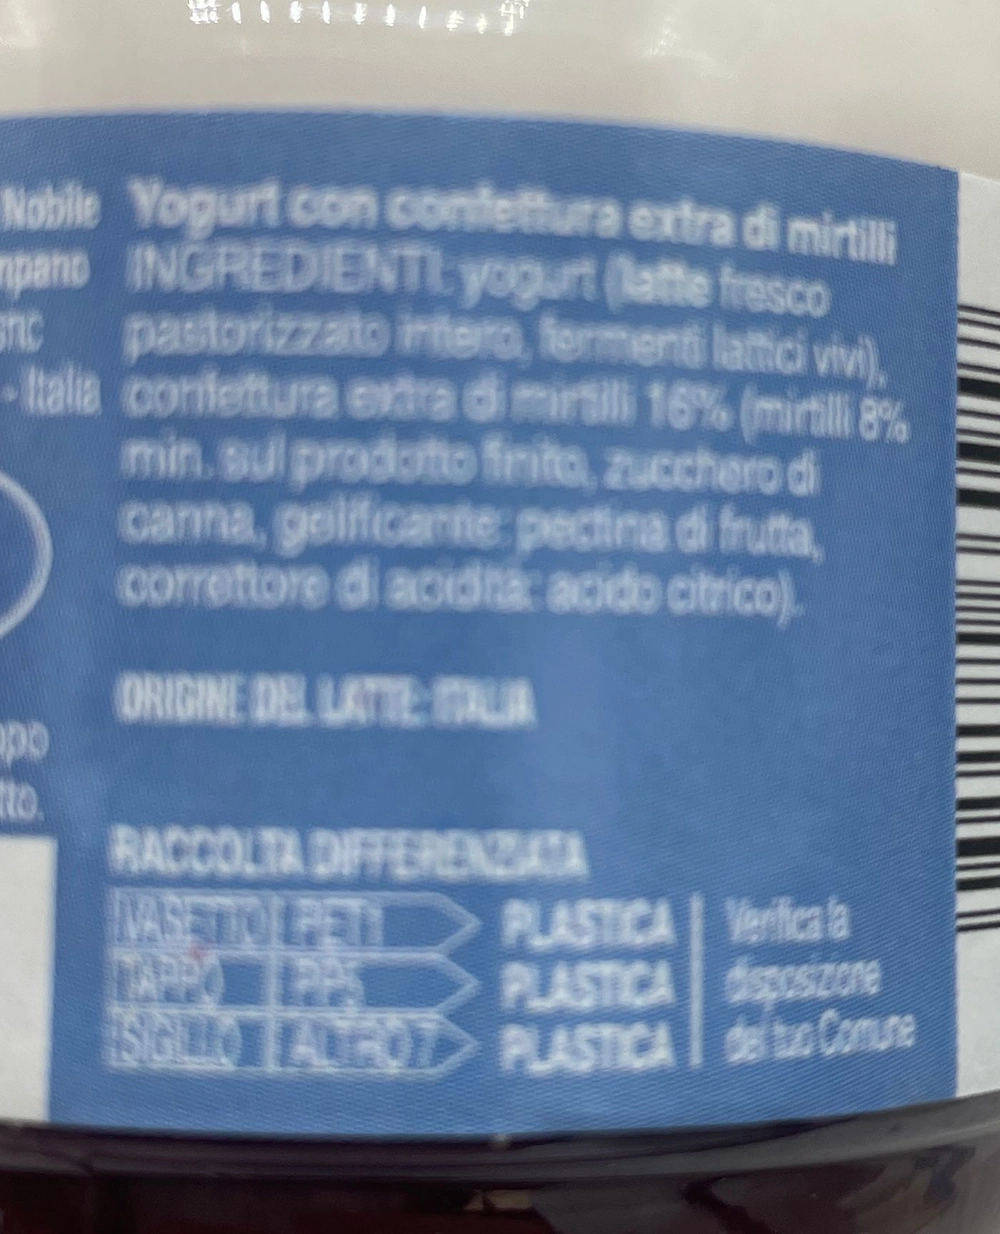 Nobile
- Italia
Yogurt con confettura extra di mirtilli
INGREDIENTI: yogurt (latte fresco
pastorizzato intero, fermenti lattici vivi),
confettura extra di mirtilli 16% (mirtilli 8%
min. sul prodotto finito, zucchero di
canna, gelificante: pectina di frutta,
correttore di acidità: acido citrico).
ORIGINE DEL LATTE: ITALIA
RACCOLTA DIFFERENZIATA
VASETTO PET1 PLASTICA
TAPPO PP5 PLASTICA
SIGILLO ALTRO7 PLASTICA
Verifica la
disposizione
del tuo Comune